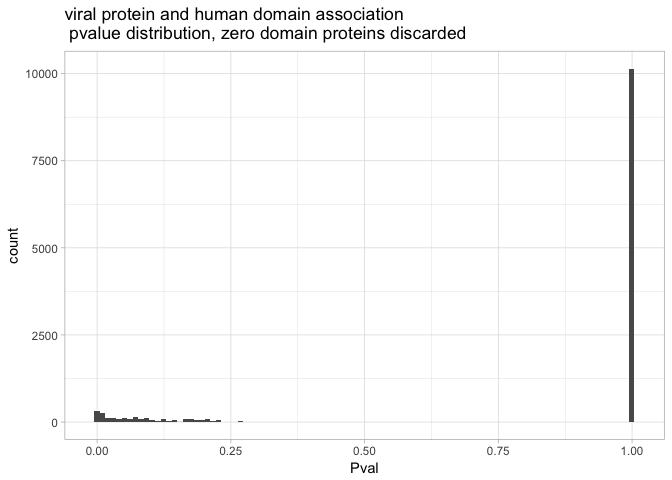 viral protein and human domain association
pvalue distribution, zero domain proteins discarded
10000
7500
5000
2500
0
count
0.00
0.25
0.50
0.75
1.00
Pval